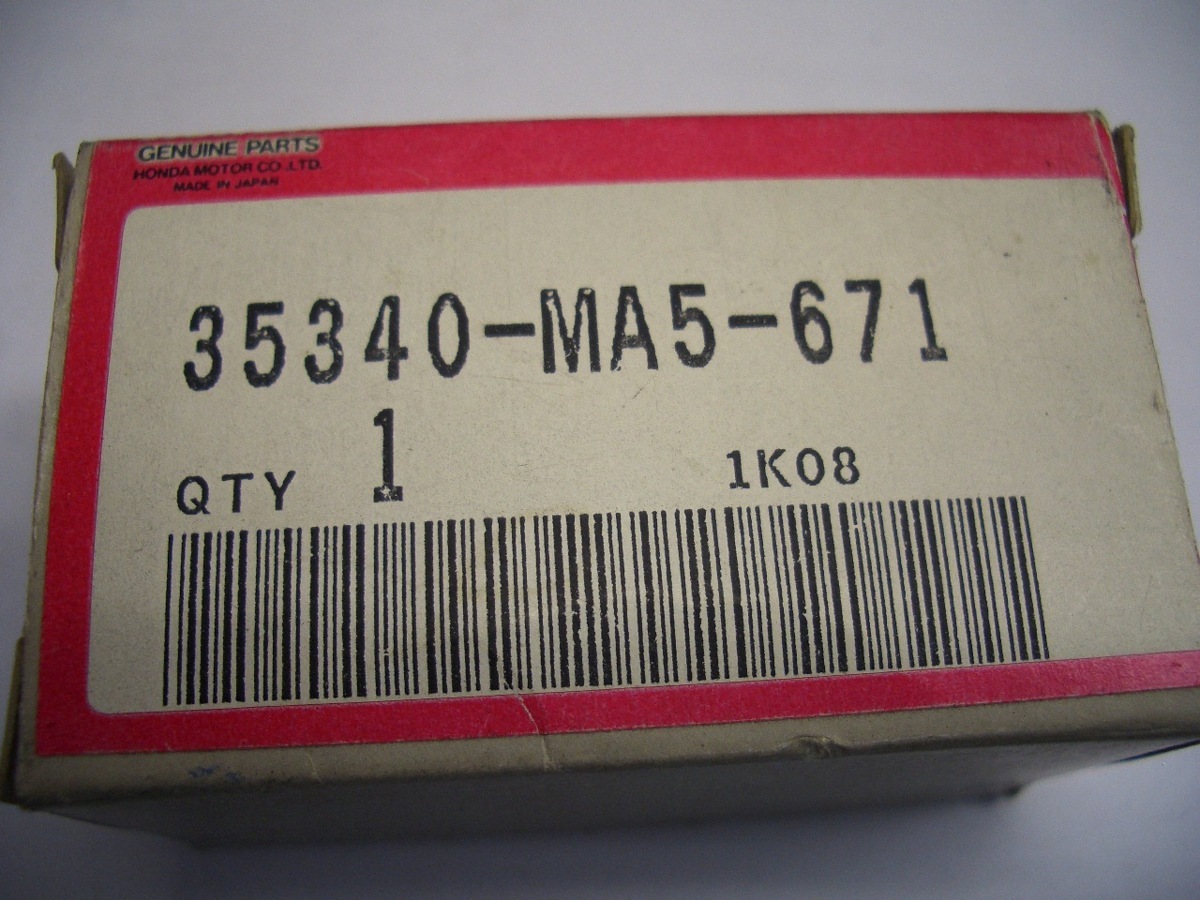 GENUINE PARTS
HONDA MOTOR CO.,LTD.
MADE IN JAPAN
35340-MA5-671
QTY 1 1K08